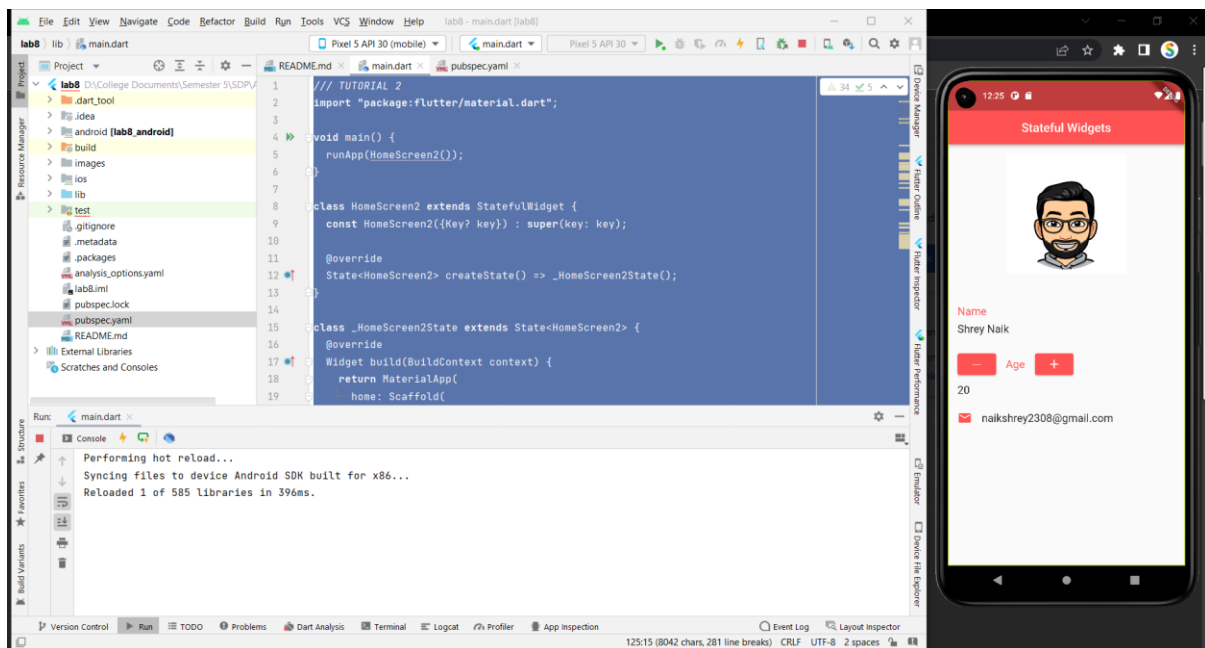 File Edit View Navigate Code Refactor Build Run Tools VCS Window Help lab8 - main.dart [lab8]
lab8 lib main.dart Pixel 5 API 30 (mobile) main.dart Pixel 5 API 30
Project README.md main.dart pubspec.yaml
lab8 D:\College Documents\Semester 5\SDP\
.dart_tool
.idea
android [lab8_android]
build
images
ios
lib
test
.gitignore
.metadata
.packages
analysis_options.yaml
lab8.iml
pubspec.lock
pubspec.yaml
README.md
External Libraries
Scratches and Consoles
34 5
1 /// TUTORIAL 2
2 import "package:flutter/material.dart";
3
4 void main() {
5 runApp(HomeScreen2());
6 }
7
8 class HomeScreen2 extends StatefulWidget {
9 const HomeScreen2({Key? key}) : super(key: key);
10
11 @override
12 State<HomeScreen2> createState() => _HomeScreen2State();
13 }
14
15 class _HomeScreen2State extends State<HomeScreen2> {
16 @override
17 Widget build(BuildContext context) {
18 return MaterialApp(
19 home: Scaffold(
Project
Resource Manager
Structure
Favorites
Build Variants
Device Manager
Flutter Outline
Flutter Inspector
Flutter Performance
Emulator
Device File Explorer
Run: main.dart
Console
Performing hot reload...
Syncing files to device Android SDK built for x86...
Reloaded 1 of 585 libraries in 396ms.
Version Control Run TODO Problems Dart Analysis Terminal Logcat Profiler App Inspection Event Log Layout Inspector
125:15 (8042 chars, 281 line breaks) CRLF UTF-8 2 spaces
S
12:25
Stateful Widgets
Name
Shrey Naik
− Age +
20
naikshrey2308@gmail.com